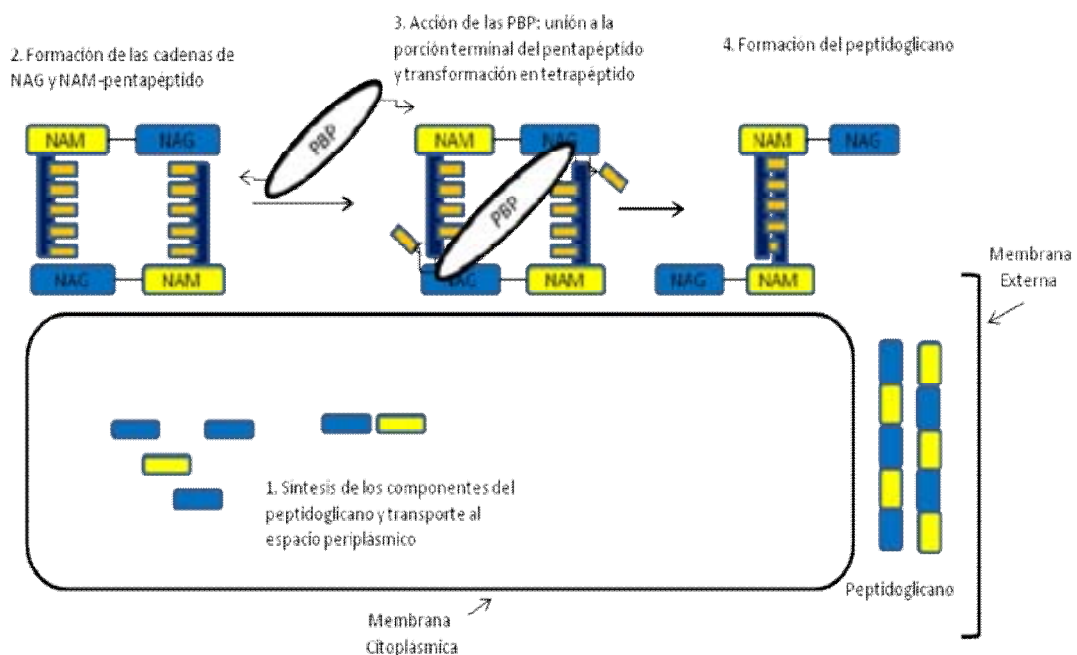 2. Formación de las cadenas de
NAG y NAM-pentapéptido
3. Acción de las PBP: unión a la
porción terminal del pentapéptido
y transformación en tetrapéptido
4. Formación del peptidoglicano
NAM
NAG
PBP
NAM
NAG
PBP
NAM
NAG
NAG
NAM
NAG
NAM
NAG
NAM
Membrana
Externa
1. Síntesis de los componentes del
peptidoglicano y transporte al
espacio periplásmico
Peptidoglicano
Membrana
Citoplasmica